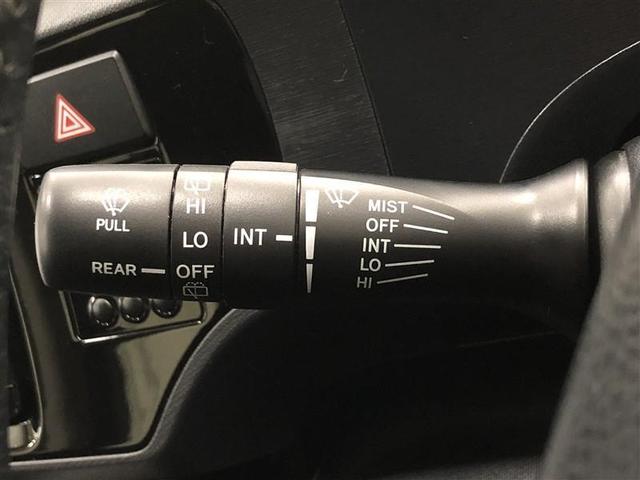 PULL
REAR
HI
LO
OFF
INT
MIST
OFF
INT
LO
HI